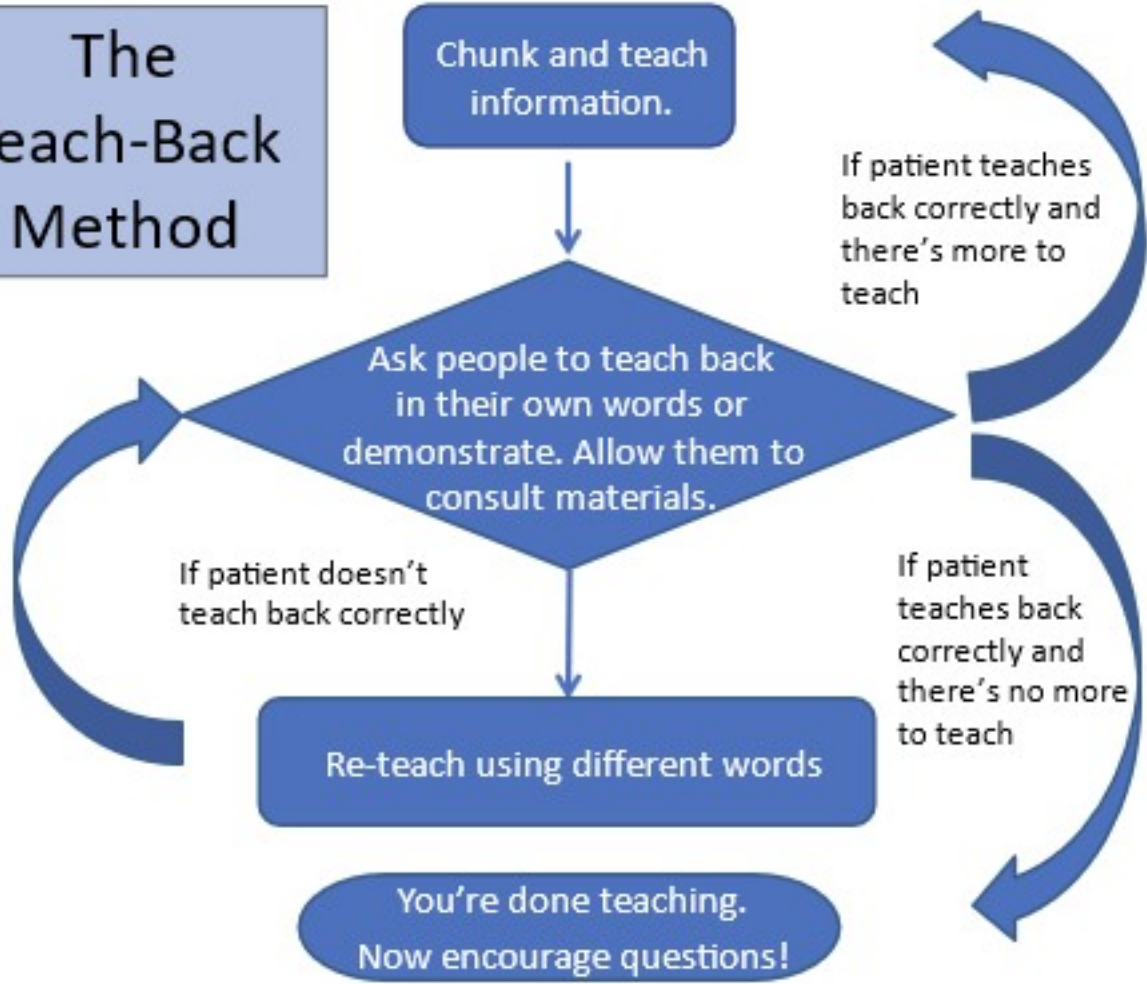 The
each-Back
Method
Chunk and teach
information.
If patient teaches
back correctly and
there's more to
teach
Ask people to teach back
in their own words or
demonstrate. Allow them to
consult materials.
If patient doesn't
teach back correctly
If patient
teaches back
correctly and
there's no more
to teach
Re-teach using different words
You're done teaching.
Now encourage questions!